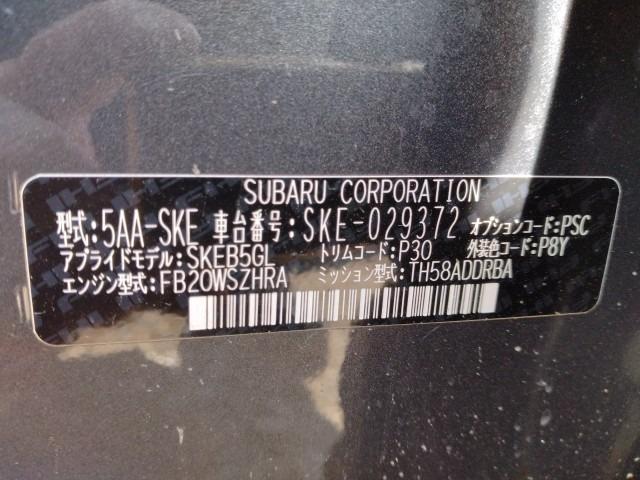 SUBARU CORPORATION
型式:5AA-SKE 車台番号:SKE-029372 オプションコード:PSC
アプライドモデル:SKEB5GL トリムコード:P30 外装色コード:P8Y
エンジン型式:FB20WSZHRA ミッション型式:TH58ADDRBA